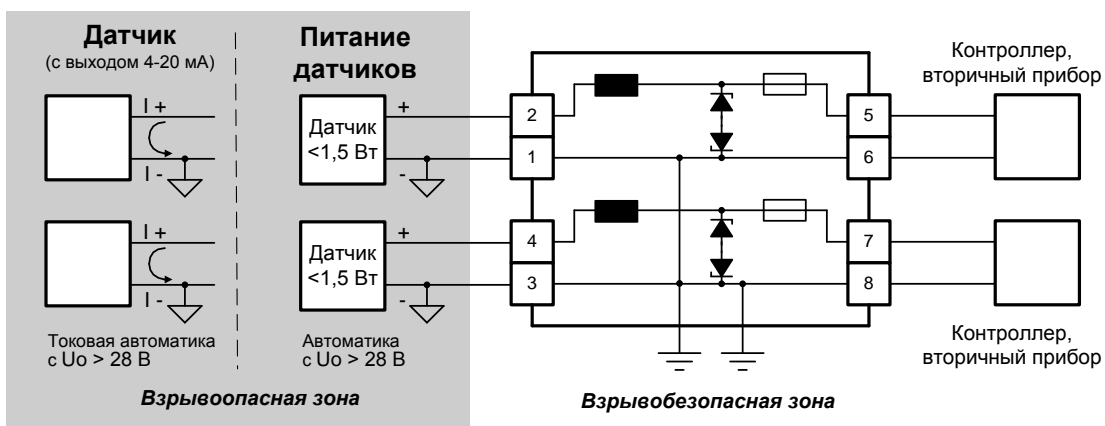 Датчик
(с выходом 4-20 мА)
Питание
датчиков
Контроллер,
вторичный прибор
I +
I -
+
Датчик
<1,5 Вт
-
2
1
5
6
I +
I -
+
Датчик
<1,5 Вт
-
4
3
7
8
Токовая автоматика
с Uo > 28 В
Автоматика
с Uo > 28 В
Контроллер,
вторичный прибор
Взрывоопасная зона
Взрывобезопасная зона